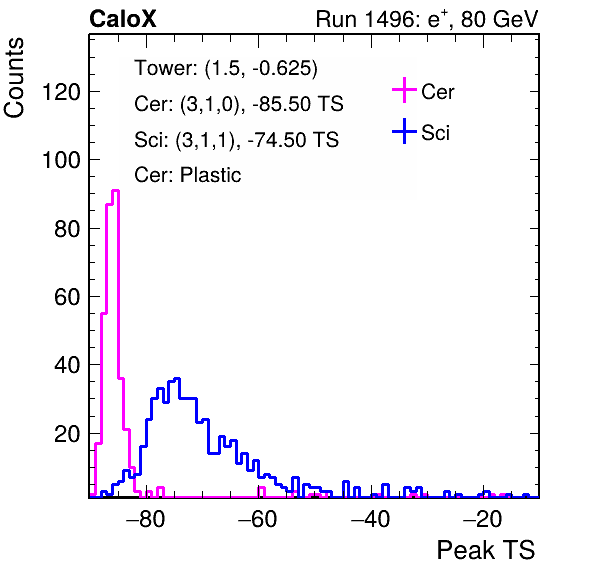 CaloX Run 1496: e⁺, 80 GeV
Tower: (1.5, -0.625)
Cer: (3,1,0), -85.50 TS
Sci: (3,1,1), -74.50 TS
Cer: Plastic
Cer
Sci
Counts
120
100
80
60
40
20
−80 −60 −40 −20
Peak TS